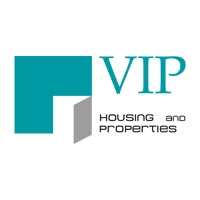 VIP
HOUSING AND
PROPERTIES